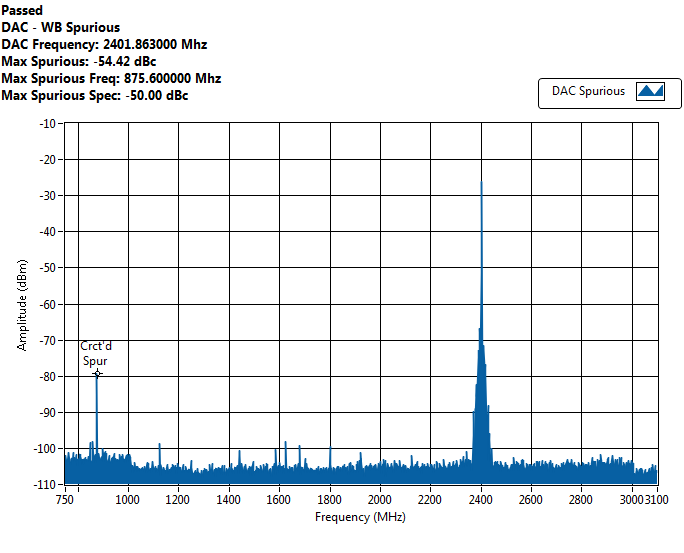 Passed
DAC - WB Spurious
DAC Frequency: 2401.863000 Mhz
Max Spurious: -54.42 dBc
Max Spurious Freq: 875.600000 Mhz
Max Spurious Spec: -50.00 dBc
DAC Spurious
-10
-20
-30
-40
-50
-60
-70
-80
-90
-100
-110
Amplitude (dBm)
Crct'd
Spur
750 1000 1200 1400 1600 1800 2000 2200 2400 2600 2800 3000 3100
Frequency (MHz)